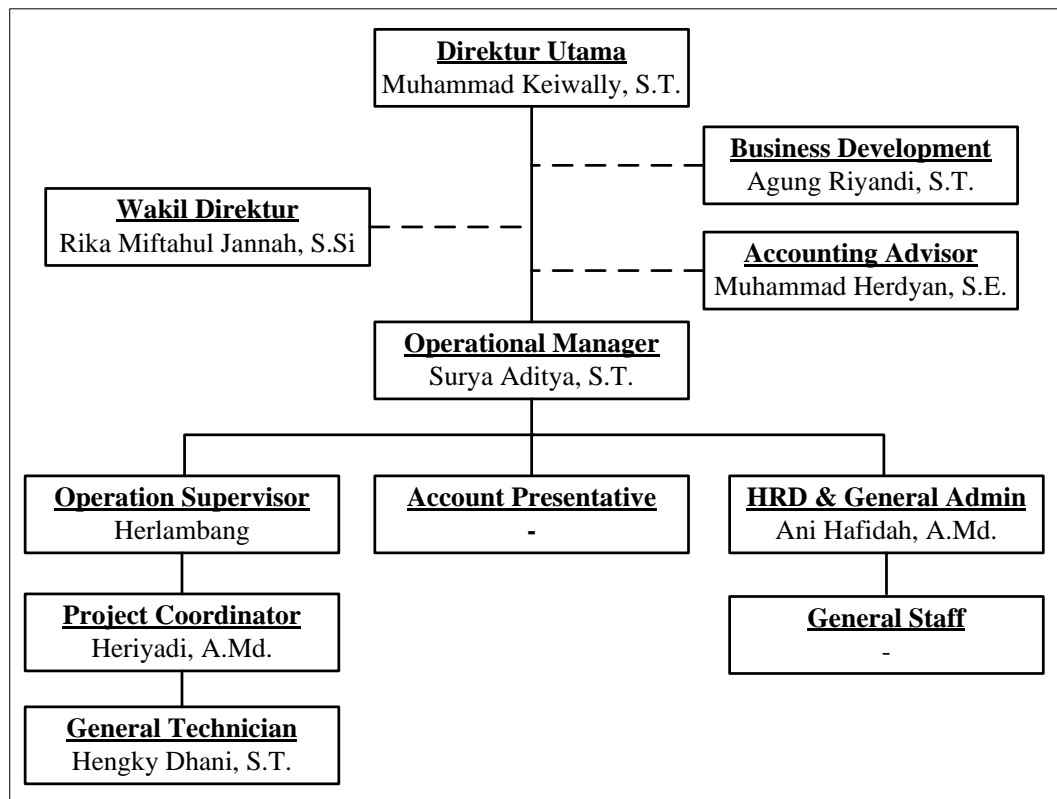 Direktur Utama
Muhammad Keiwally, S.T.
Business Development
Agung Riyandi, S.T.
Wakil Direktur
Rika Miftahul Jannah, S.Si
Accounting Advisor
Muhammad Herdyan, S.E.
Operational Manager
Surya Aditya, S.T.
Operation Supervisor
Herlambang
Account Presentative
-
HRD & General Admin
Ani Hafidah, A.Md.
Project Coordinator
Heriyadi, A.Md.
General Staff
-
General Technician
Hengky Dhani, S.T.